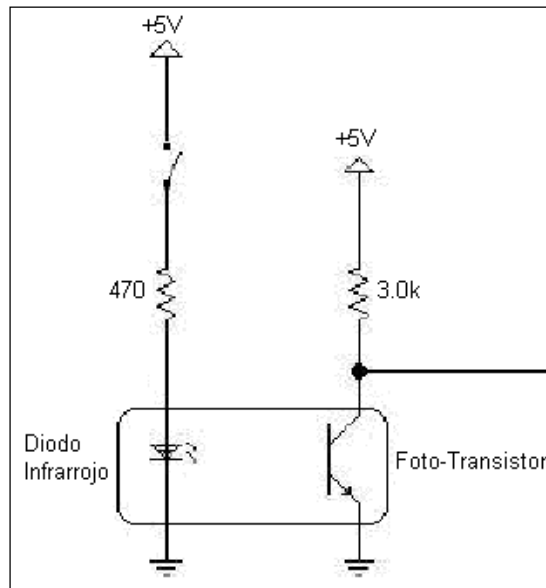 +5V
+5V
470
3.0k
Diodo
Infrarrojo
Foto-Transistor